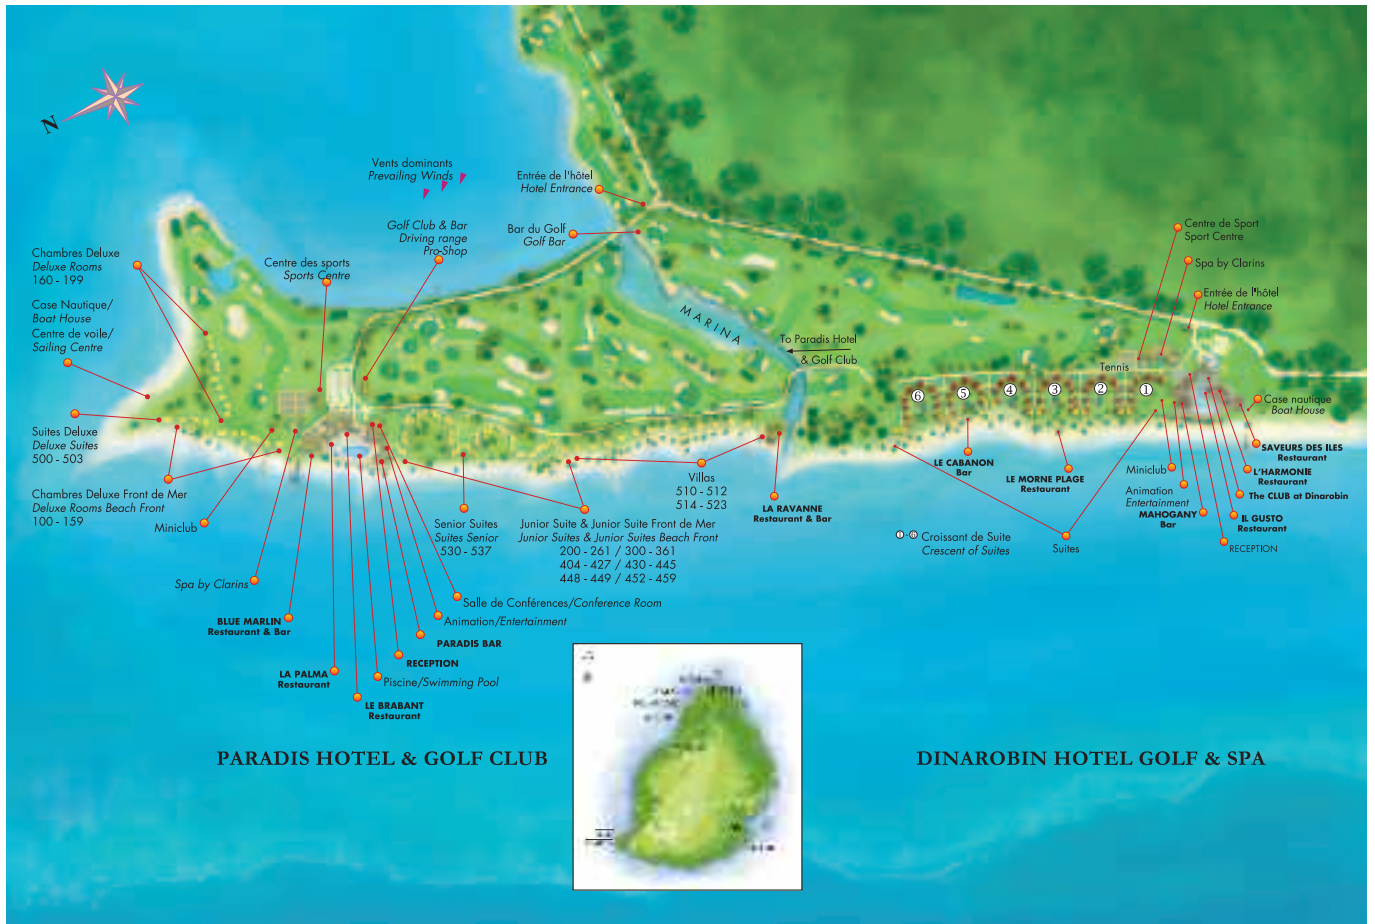 N
Vents dominants
Prevailing Winds
Entrée de l'hôtel
Hotel Entrance
Bar du Golf
Golf Bar
Golf Club & Bar
Driving range
Pro-Shop
Centre des sports
Sports Centre
Chambres Deluxe
Deluxe Rooms
160 - 199
Case Nautique/
Boat House
Centre de voile/
Sailing Centre
Suites Deluxe
Deluxe Suites
500 - 503
Chambres Deluxe Front de Mer
Deluxe Rooms Beach Front
100 - 159
Miniclub
Spa by Clarins
BLUE MARLIN
Restaurant & Bar
LA PALMA
Restaurant
LE BRABANT
Restaurant
Piscine/Swimming Pool
RECEPTION
PARADIS BAR
Animation/Entertainment
Salle de Conférences/Conference Room
Senior Suites
Suites Senior
530 - 537
Junior Suite & Junior Suite Front de Mer
Junior Suites & Junior Suites Beach Front
200 - 261 / 300 - 361
404 - 427 / 430 - 445
448 - 449 / 452 - 459
Villas
510 - 512
514 - 523
LA RAVANNE
Restaurant & Bar
MARINA
To Paradis Hotel
& Golf Club
Centre de Sport
Sport Centre
Spa by Clarins
Entrée de l'hôtel
Hotel Entrance
Tennis
6 5 4 3 2 1
Case nautique
Boat House
SAVEURS DES ILES
Restaurant
L'HARMONIE
Restaurant
The CLUB at Dinarobin
IL GUSTO
Restaurant
RECEPTION
Miniclub
Animation
Entertainment
MAHOGANY
Bar
LE CABANON
Bar
LE MORNE PLAGE
Restaurant
1 - 6 Croissant de Suite
Crescent of Suites
Suites
PARADIS HOTEL & GOLF CLUB
DINAROBIN HOTEL GOLF & SPA